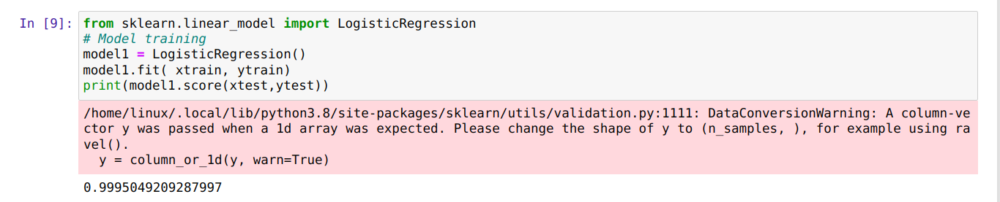 In [9]: from sklearn.linear_model import LogisticRegression
# Model training
model1 = LogisticRegression()
model1.fit( xtrain, ytrain)
print(model1.score(xtest,ytest))
/home/linux/.local/lib/python3.8/site-packages/sklearn/utils/validation.py:1111: DataConversionWarning: A column-ve
ctor y was passed when a 1d array was expected. Please change the shape of y to (n_samples, ), for example using ra
vel().
  y = column_or_1d(y, warn=True)
0.9995049209287997